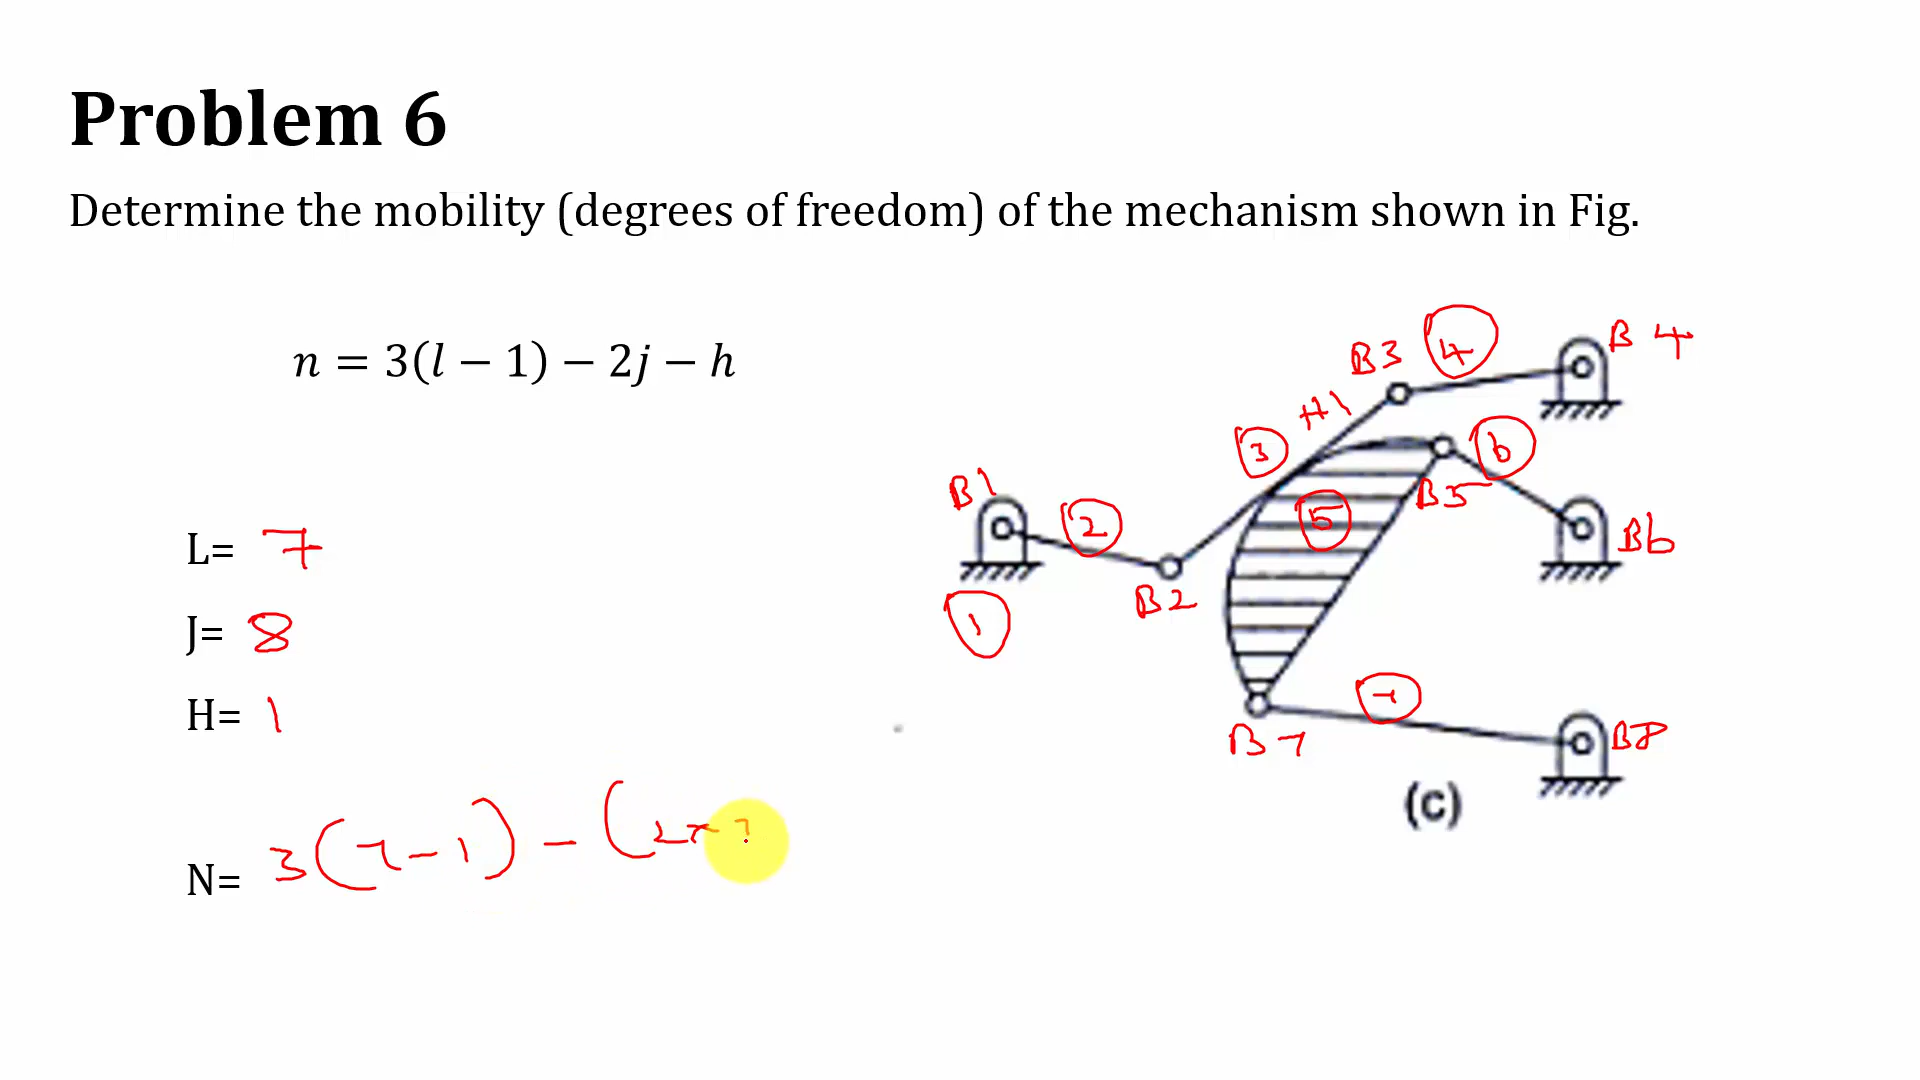 Problem 6
Determine the mobility (degrees of freedom) of the mechanism shown in Fig.
n = 3(l − 1) − 2j − h
L= 7
J= 8
H= 1
N= 3(7-1) - (2×
B1
2
1
B2
3
H1
B3
4
B4
5
B5
6
B6
B7
7
B8
(c)